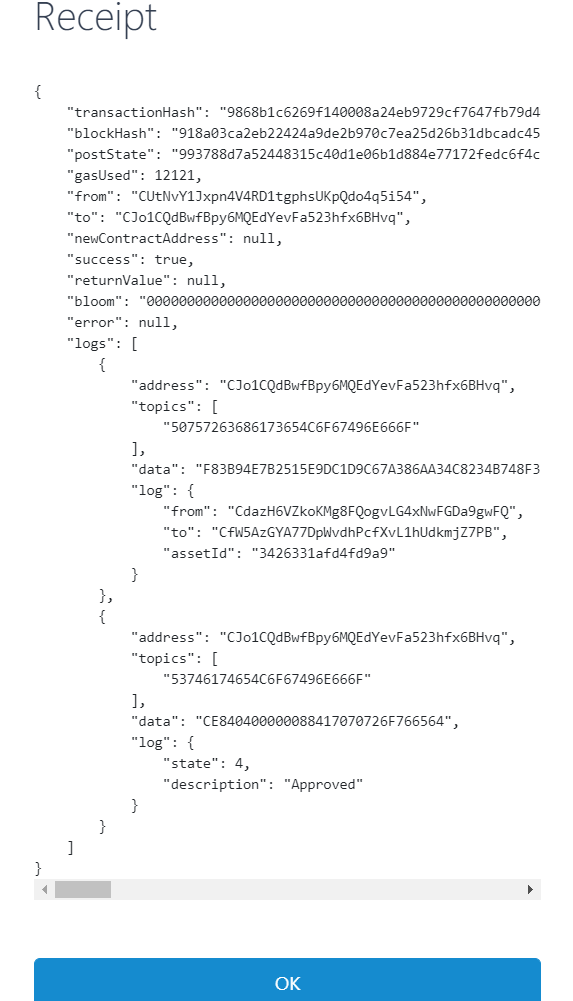 Receipt
{
"transactionHash": "9868b1c6269f140008a24eb9729cf7647fb79d4
"blockHash": "918a03ca2eb22424a9de2b970c7ea25d26b31dbcadc45
"postState": "993788d7a52448315c40d1e06b1d884e77172fedc6f4c
"gasUsed": 12121,
"from": "CUtNvY1Jxpn4V4RD1tgphsUKpQdo4q5i54",
"to": "CJo1CQdBwfBpy6MQEdYevFa523hfx6BHvq",
"newContractAddress": null,
"success": true,
"returnValue": null,
"bloom": "0000000000000000000000000000000000000000000000000
"error": null,
"logs": [
{
"address": "CJo1CQdBwfBpy6MQEdYevFa523hfx6BHvq",
"topics": [
"50757263686173654C6F67496E666F"
],
"data": "F83B94E7B2515E9DC1D9C67A386AA34C8234B748F3
"log": {
"from": "CdazH6VZkoKMg8FQogvLG4xNwFGDa9gwFQ",
"to": "CfW5AzGYA77DpWvdhPcfXvL1hUdkmjZ7PB",
"assetId": "3426331afd4fd9a9"
}
},
{
"address": "CJo1CQdBwfBpy6MQEdYevFa523hfx6BHvq",
"topics": [
"53746174654C6F67496E666F"
],
"data": "CE840400000088417070726F766564",
"log": {
"state": 4,
"description": "Approved"
}
}
]
}
OK